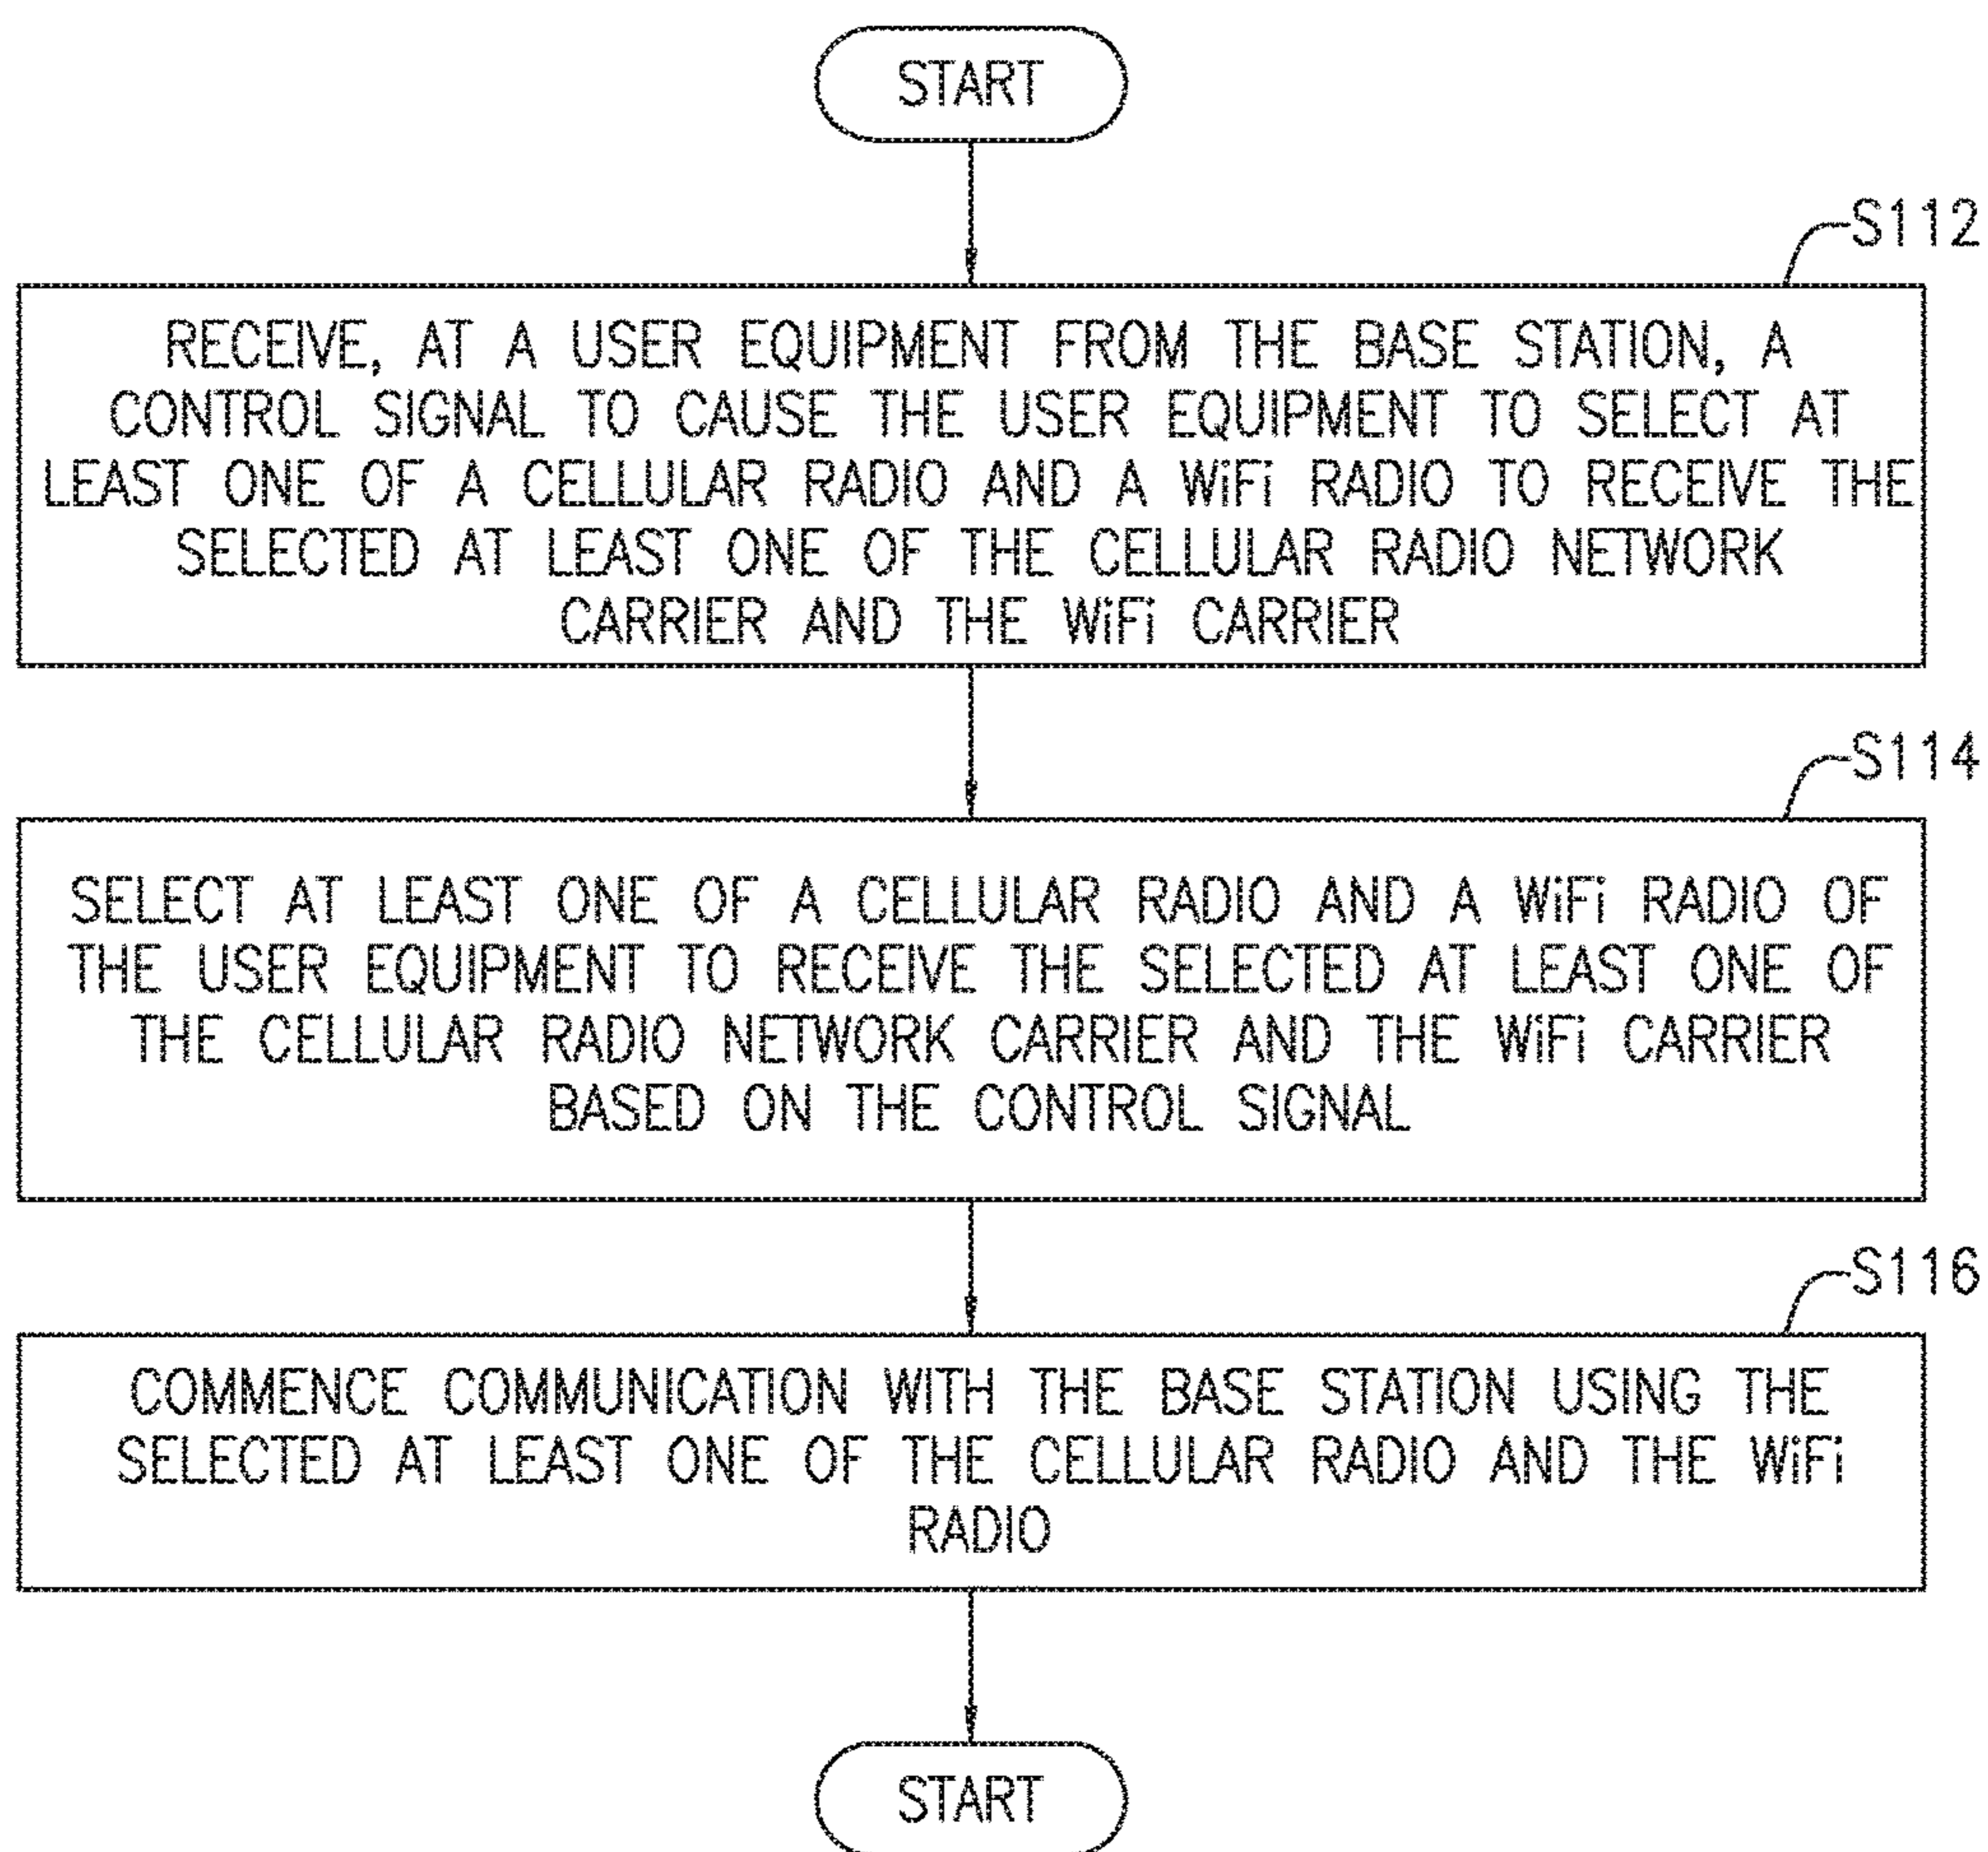 START
S112
RECEIVE, AT A USER EQUIPMENT FROM THE BASE STATION, A
CONTROL SIGNAL TO CAUSE THE USER EQUIPMENT TO SELECT AT
LEAST ONE OF A CELLULAR RADIO AND A WiFi RADIO TO RECEIVE THE
SELECTED AT LEAST ONE OF THE CELLULAR RADIO NETWORK
CARRIER AND THE WiFi CARRIER
S114
SELECT AT LEAST ONE OF A CELLULAR RADIO AND A WiFi RADIO OF
THE USER EQUIPMENT TO RECEIVE THE SELECTED AT LEAST ONE OF
THE CELLULAR RADIO NETWORK CARRIER AND THE WiFi CARRIER
BASED ON THE CONTROL SIGNAL
S116
COMMENCE COMMUNICATION WITH THE BASE STATION USING THE
SELECTED AT LEAST ONE OF THE CELLULAR RADIO AND THE WiFi
RADIO
START